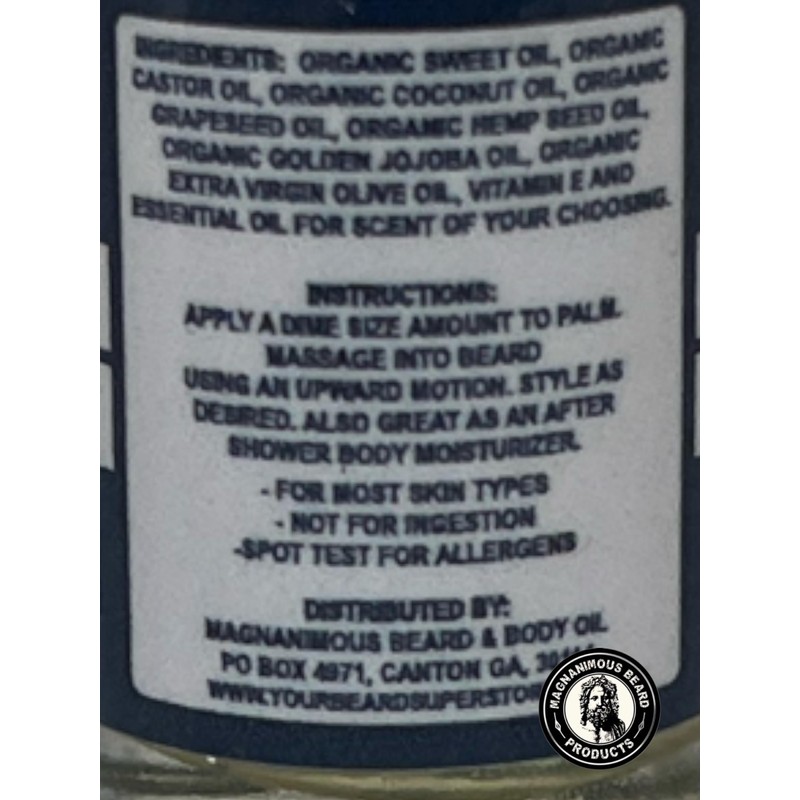 INGREDIENTS: ORGANIC SWEET OIL, ORGANIC
CASTOR OIL, ORGANIC COCONUT OIL, ORGANIC
GRAPESEED OIL, ORGANIC HEMP SEED OIL,
ORGANIC GOLDEN JOJOBA OIL, ORGANIC
EXTRA VIRGIN OLIVE OIL, VITAMIN E AND
ESSENTIAL OIL FOR SCENT OF YOUR CHOOSING.
INSTRUCTIONS:
APPLY A DIME SIZE AMOUNT TO PALM.
MASSAGE INTO BEARD
USING AN UPWARD MOTION. STYLE AS
DESIRED. ALSO GREAT AS AN AFTER
SHOWER BODY MOISTURIZER.
- FOR MOST SKIN TYPES
- NOT FOR INGESTION
-SPOT TEST FOR ALLERGENS
DISTRIBUTED BY:
MAGNANIMOUS BEARD & BODY OIL
PO BOX 4971, CANTON GA,
MAGNANIMOUS BEARD
PRODUCTS